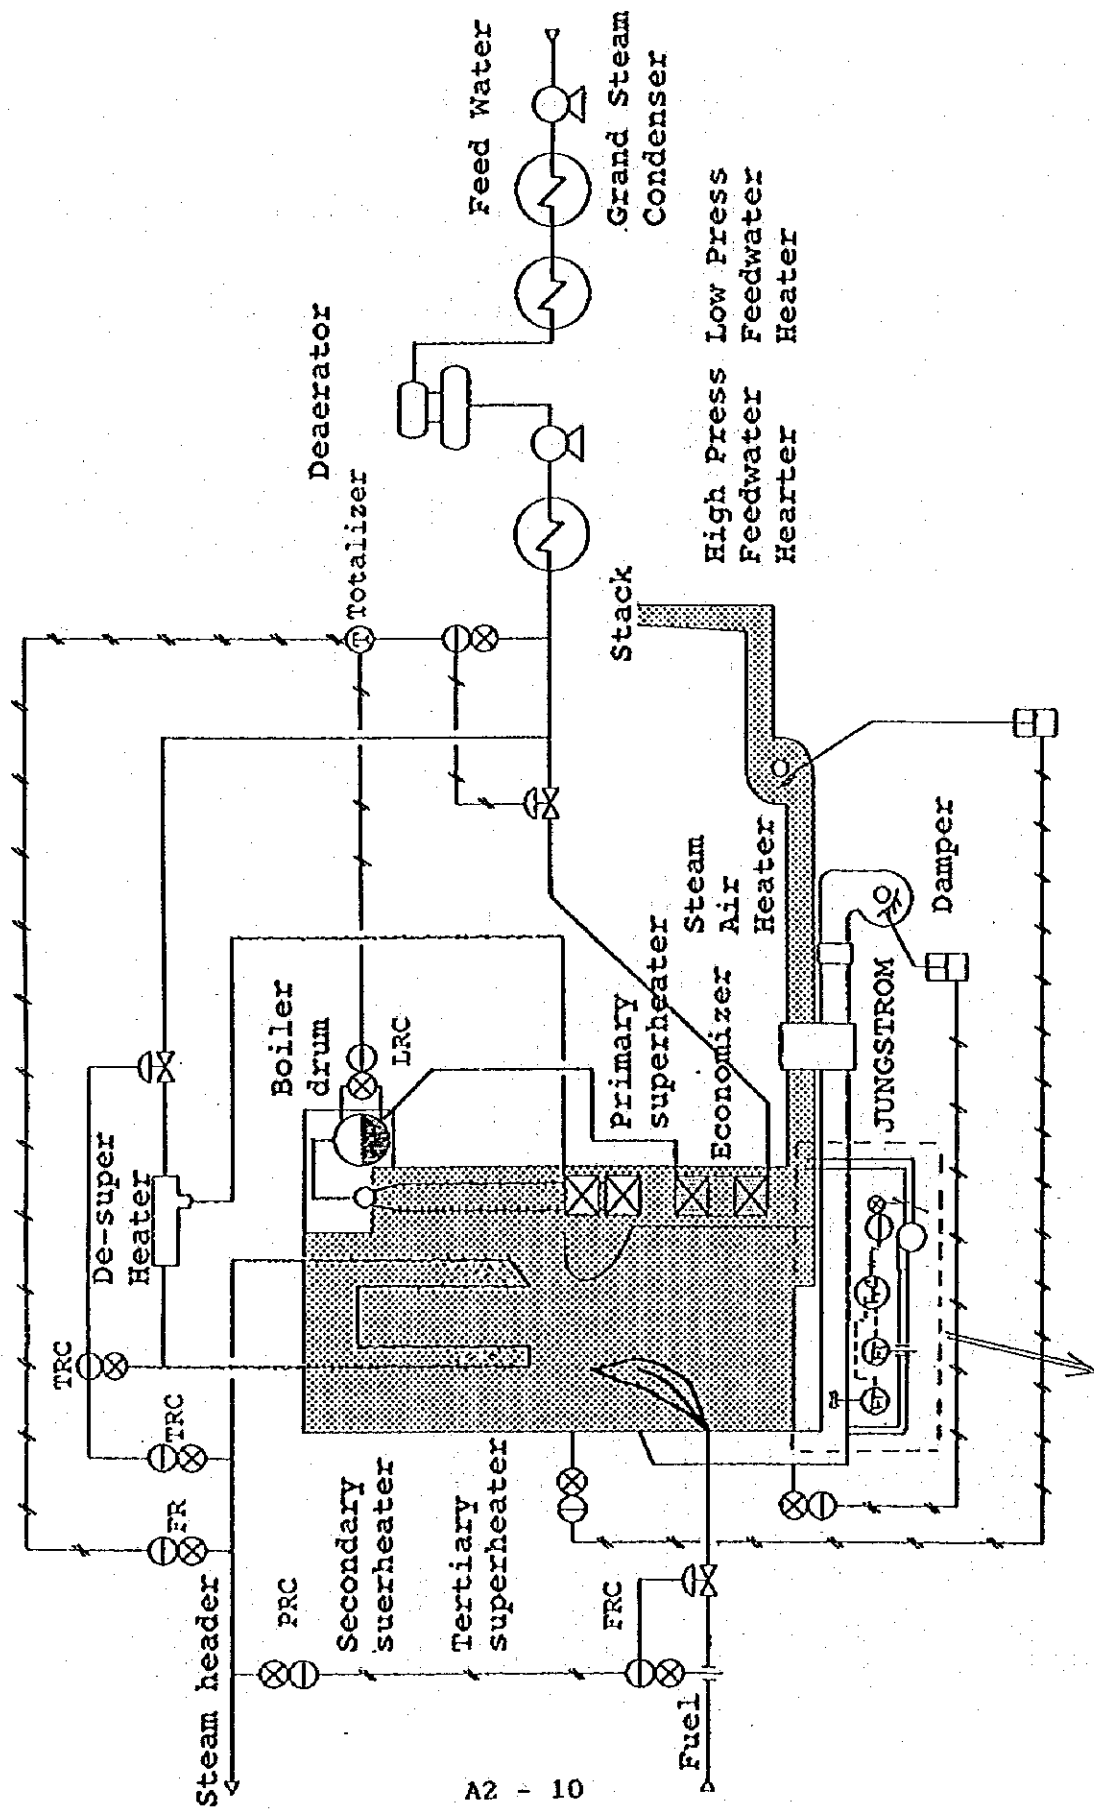 Steam header
FR
TRC
TRC
De-super
Heater
Boiler
drum
LRC
Totalizer
Deaerator
Feed Water
Grand Steam
Condenser
PRC
Secondary
suerheater
Tertiary
superheater
FRC
Fuel
Primary
superheater
Economizer
Steam
Air
Heater
Stack
High Press
Feedwater
Hearter
Low Press
Feedwater
Heater
JUNGSTROM
Damper
T
A2 - 10